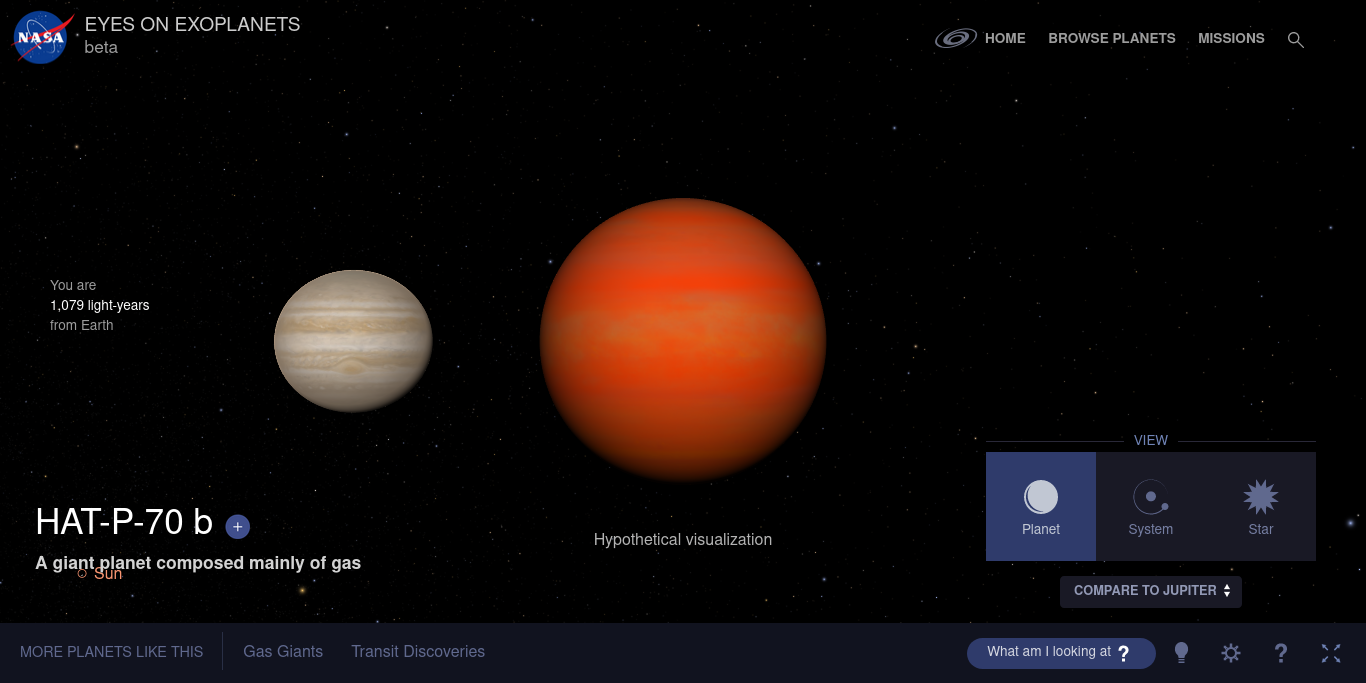 NASA
EYES ON EXOPLANETS
beta
HOME
BROWSE PLANETS
MISSIONS
You are
1,079 light-years
from Earth
HAT-P-70 b +
A giant planet composed mainly of gas
Sun
Hypothetical visualization
VIEW
Planet
System
Star
COMPARE TO JUPITER
MORE PLANETS LIKE THIS
Gas Giants
Transit Discoveries
What am I looking at ?
?